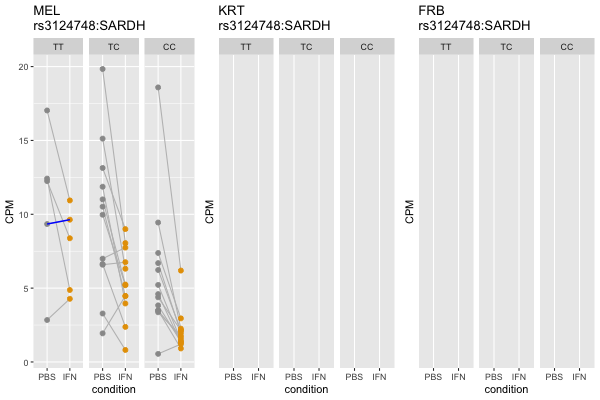 MEL
rs3124748:SARDH
TT TC CC
20
15
10
5
0
CPM
PBS IFN PBS IFN PBS IFN
condition
KRT
rs3124748:SARDH
TT TC CC
CPM
PBS IFN PBS IFN PBS IFN
condition
FRB
rs3124748:SARDH
TT TC CC
CPM
PBS IFN PBS IFN PBS IFN
condition